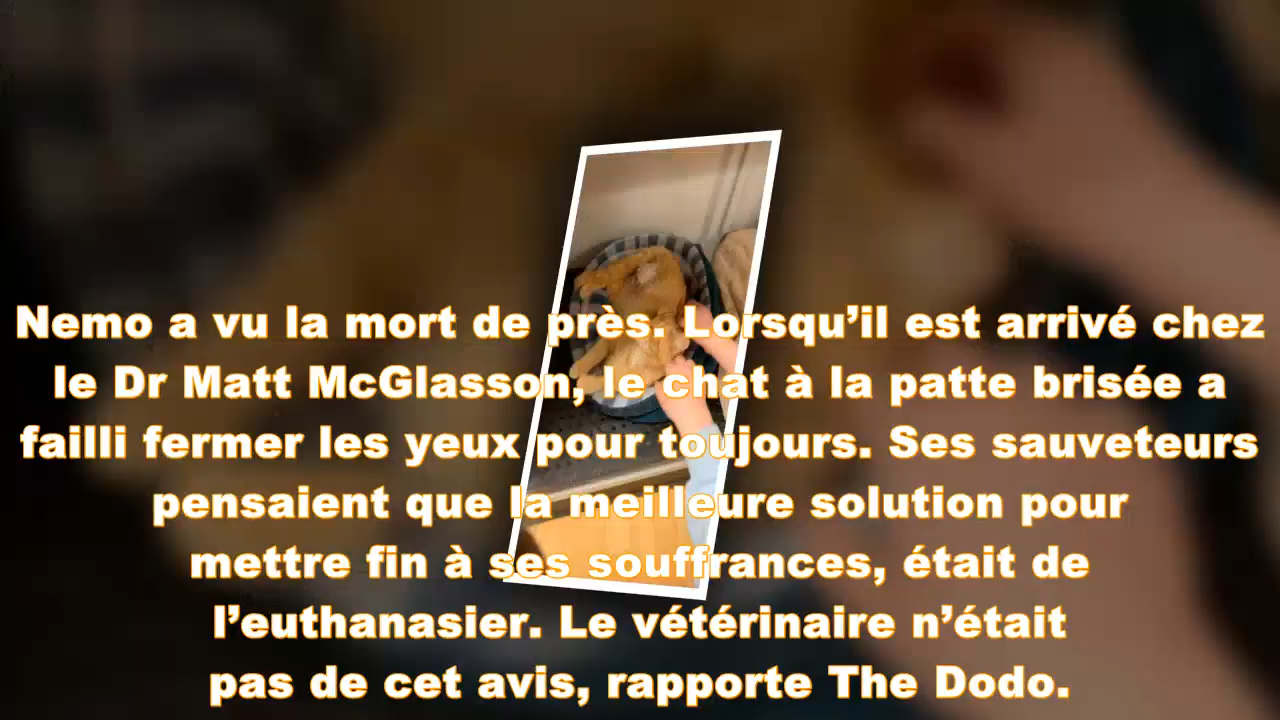 Nemo a vu la mort de près. Lorsqu’il est arrivé chez
le Dr Matt McGlasson, le chat à la patte brisée a
failli fermer les yeux pour toujours. Ses sauveteurs
pensaient que la meilleure solution pour
mettre fin à ses souffrances, était de
l’euthanasier. Le vétérinaire n’était
pas de cet avis, rapporte The Dodo.